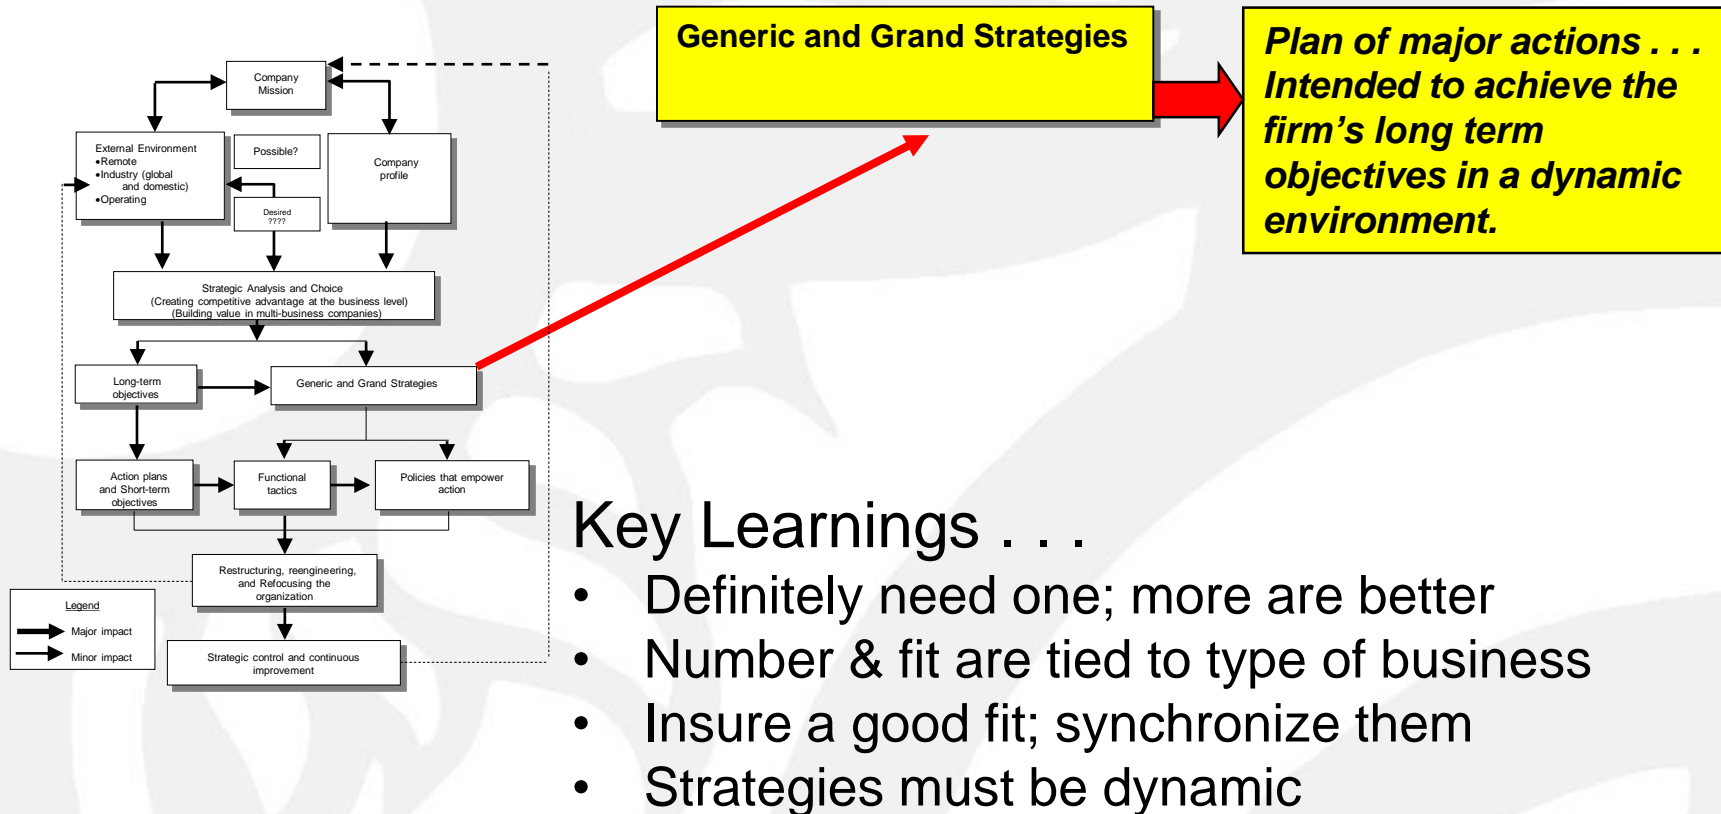 Generic and Grand Strategies
Plan of major actions . . .
Intended to achieve the
firm's long term
objectives in a dynamic
environment.
Company
Mission
External Environment
•Remote
•Industry (global
and domestic)
•Operating
Possible?
Desired
????
Company
profile
Strategic Analysis and Choice
(Creating competitive advantage at the business level)
(Building value in multi-business companies)
Long-term
objectives
Generic and Grand Strategies
Action plans
and Short-term
objectives
Functional
tactics
Policies that empower
action
Restructuring, reengineering,
and Refocusing the
organization
Legend
Major impact
Minor impact
Strategic control and continuous
improvement
Key Learnings . . .
• Definitely need one; more are better
• Number & fit are tied to type of business
• Insure a good fit; synchronize them
• Strategies must be dynamic